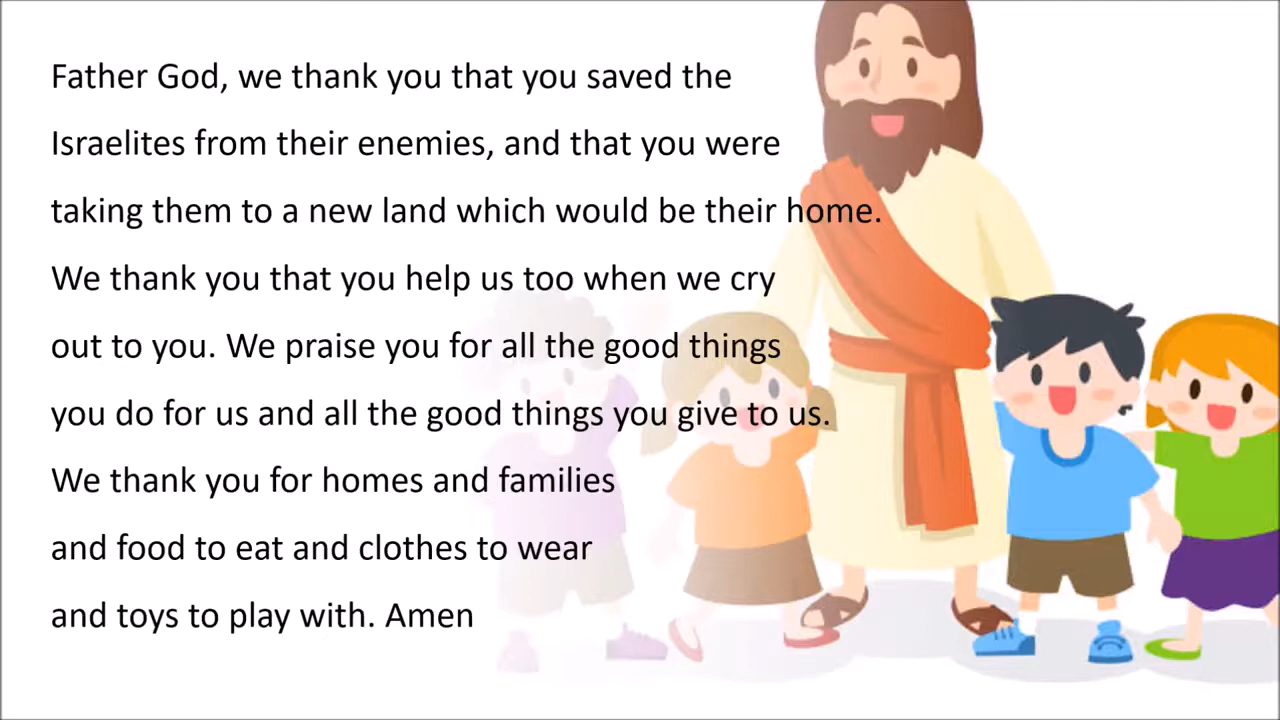 Father God, we thank you that you saved the
Israelites from their enemies, and that you were
taking them to a new land which would be their home.
We thank you that you help us too when we cry
out to you. We praise you for all the good things
you do for us and all the good things you give to us.
We thank you for homes and families
and food to eat and clothes to wear
and toys to play with. Amen